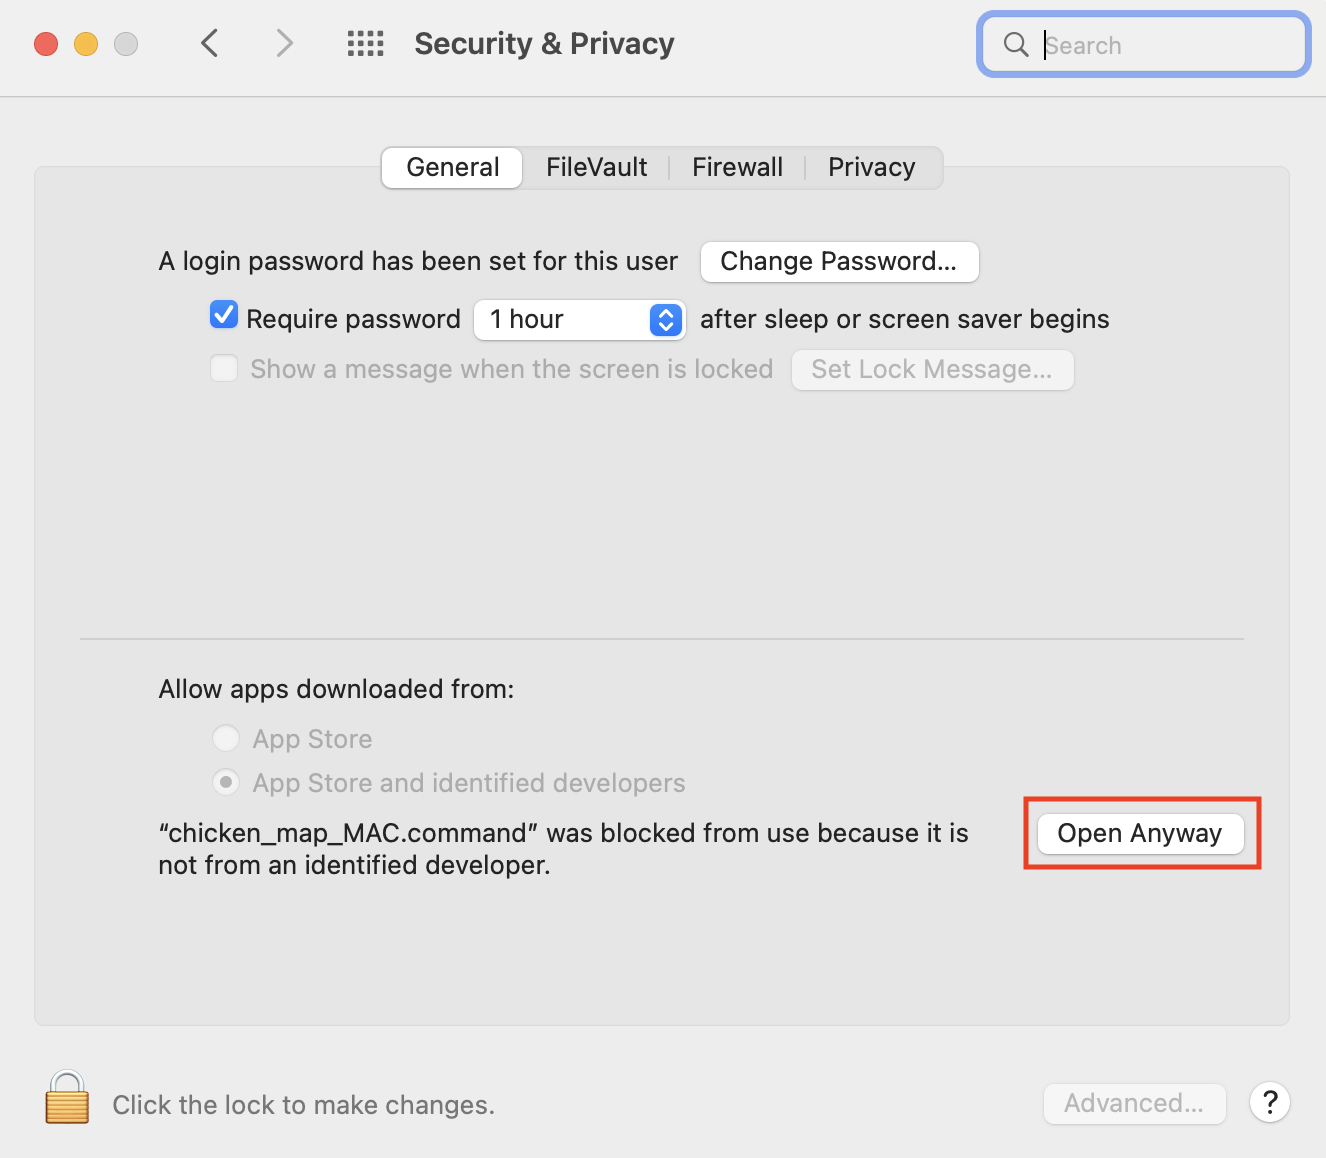 Security & Privacy
Search
General
FileVault
Firewall
Privacy
A login password has been set for this user
Change Password...
Require password
1 hour
after sleep or screen saver begins
Show a message when the screen is locked
Set Lock Message...
Allow apps downloaded from:
App Store
App Store and identified developers
“chicken_map_MAC.command” was blocked from use because it is
not from an identified developer.
Open Anyway
Click the lock to make changes.
Advanced...
?